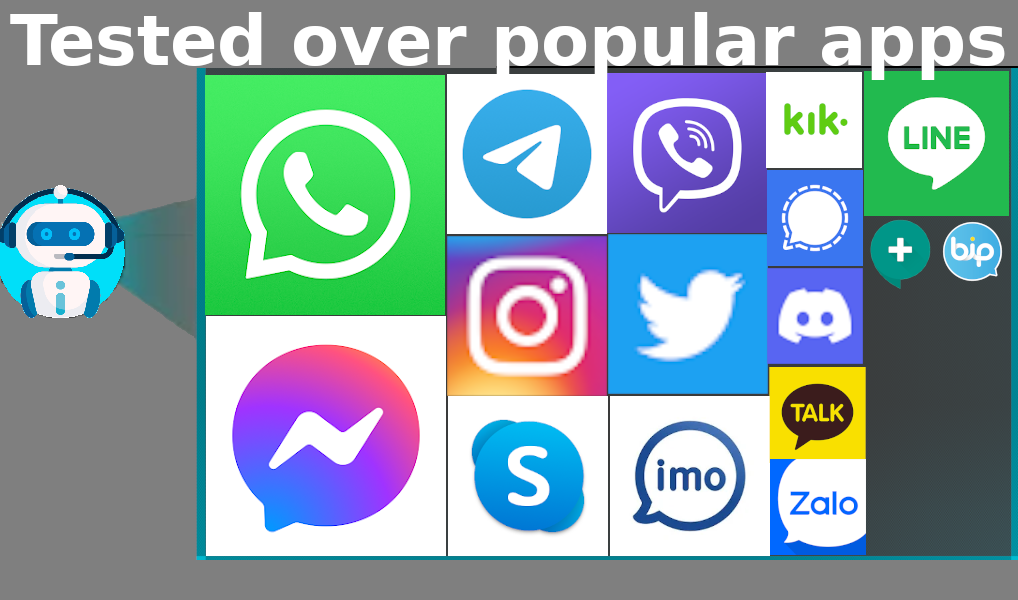 Tested over popular apps
kik.
LINE
bip
TALK
S
imo
Zalo